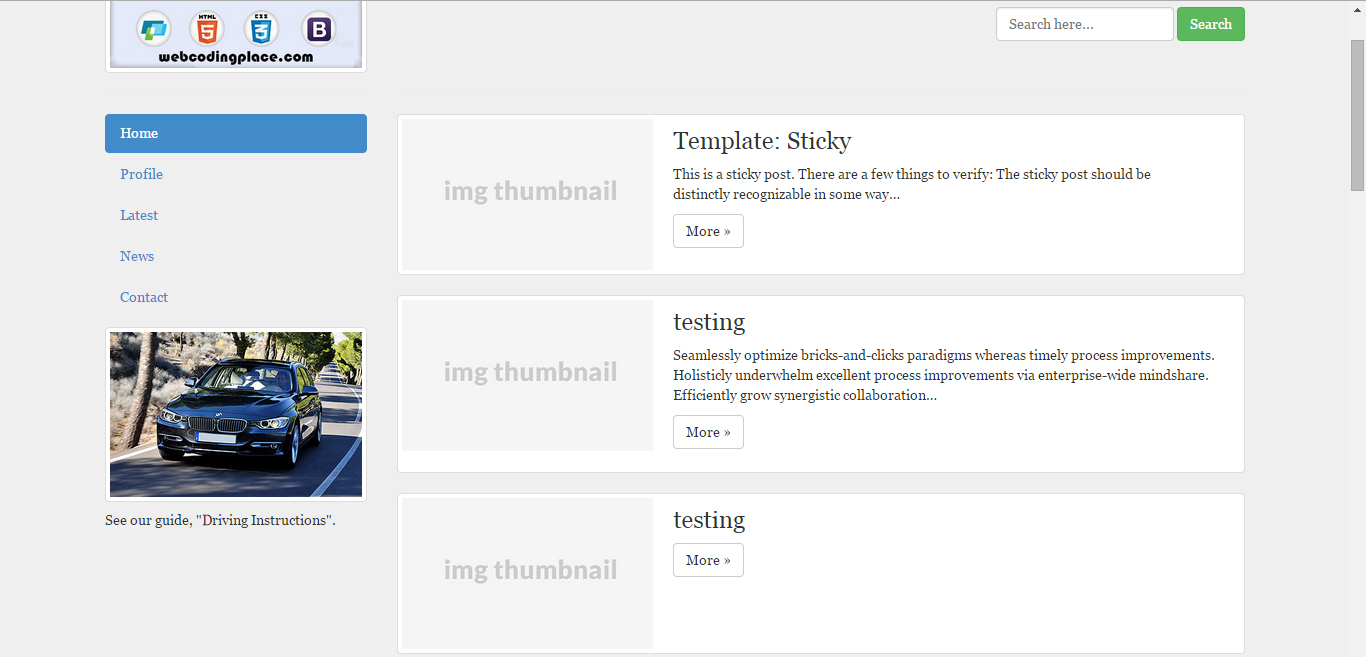 HTML
5
CSS
3
B
webcodingplace.com
Search here...
Search
Home
Profile
Latest
News
Contact
See our guide, "Driving Instructions".
img thumbnail
Template: Sticky
This is a sticky post. There are a few things to verify: The sticky post should be
distinctly recognizable in some way...
More »
img thumbnail
testing
Seamlessly optimize bricks-and-clicks paradigms whereas timely process improvements.
Holisticly underwhelm excellent process improvements via enterprise-wide mindshare.
Efficiently grow synergistic collaboration...
More »
img thumbnail
testing
More »